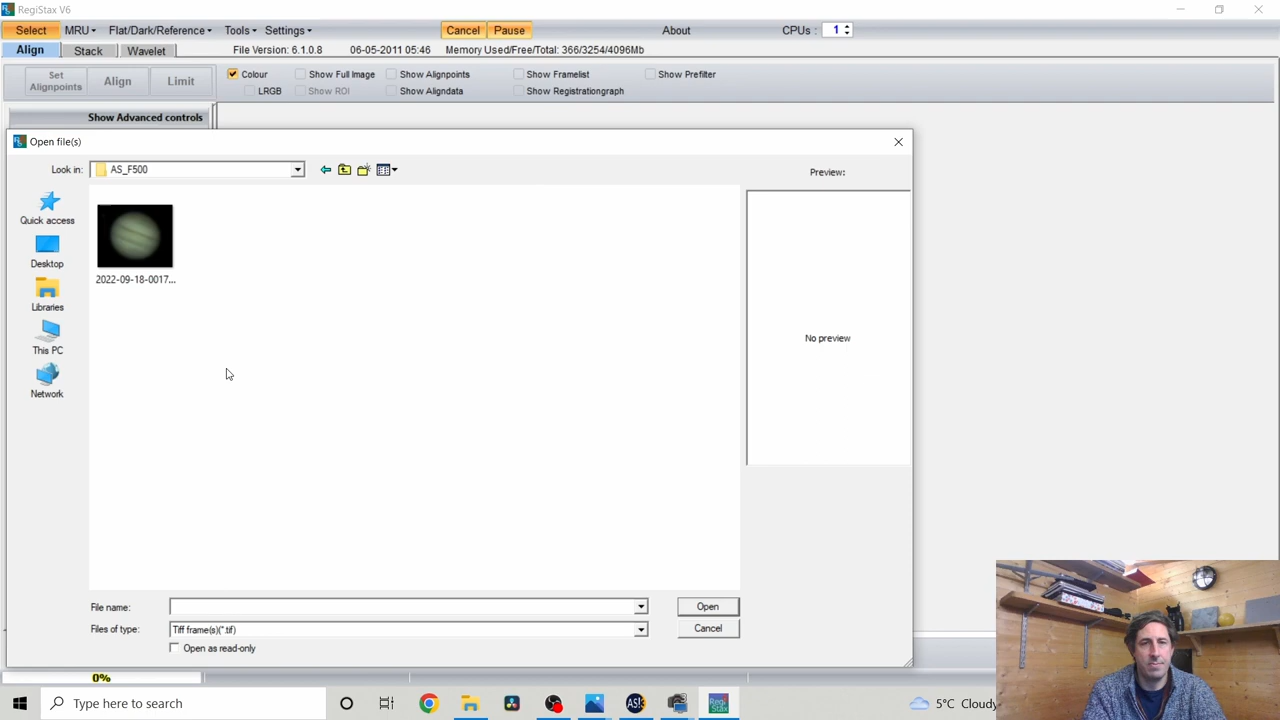 RegiStax V6
Select MRU Flat/Dark/Reference Tools Settings Cancel Pause About CPUs : 1
Align Stack Wavelet File Version: 6.1.0.8 06-05-2011 05:46 Memory Used/Free/Total: 366/3254/4096Mb
Set Alignpoints Align Limit Colour Show Full Image Show Alignpoints Show Framelist Show Prefilter
LRGB Show ROI Show Aligndata Show Registrationgraph
Show Advanced controls
Open file(s)
Look in: AS_F500
Preview:
Quick access
Desktop
2022-09-18-0017...
Libraries
No preview
This PC
Network
File name: Open
Files of type: Tiff frame(s)(*.tif) Cancel
Open as read-only
0%
Type here to search AS! Regi Stax 5°C Cloudy